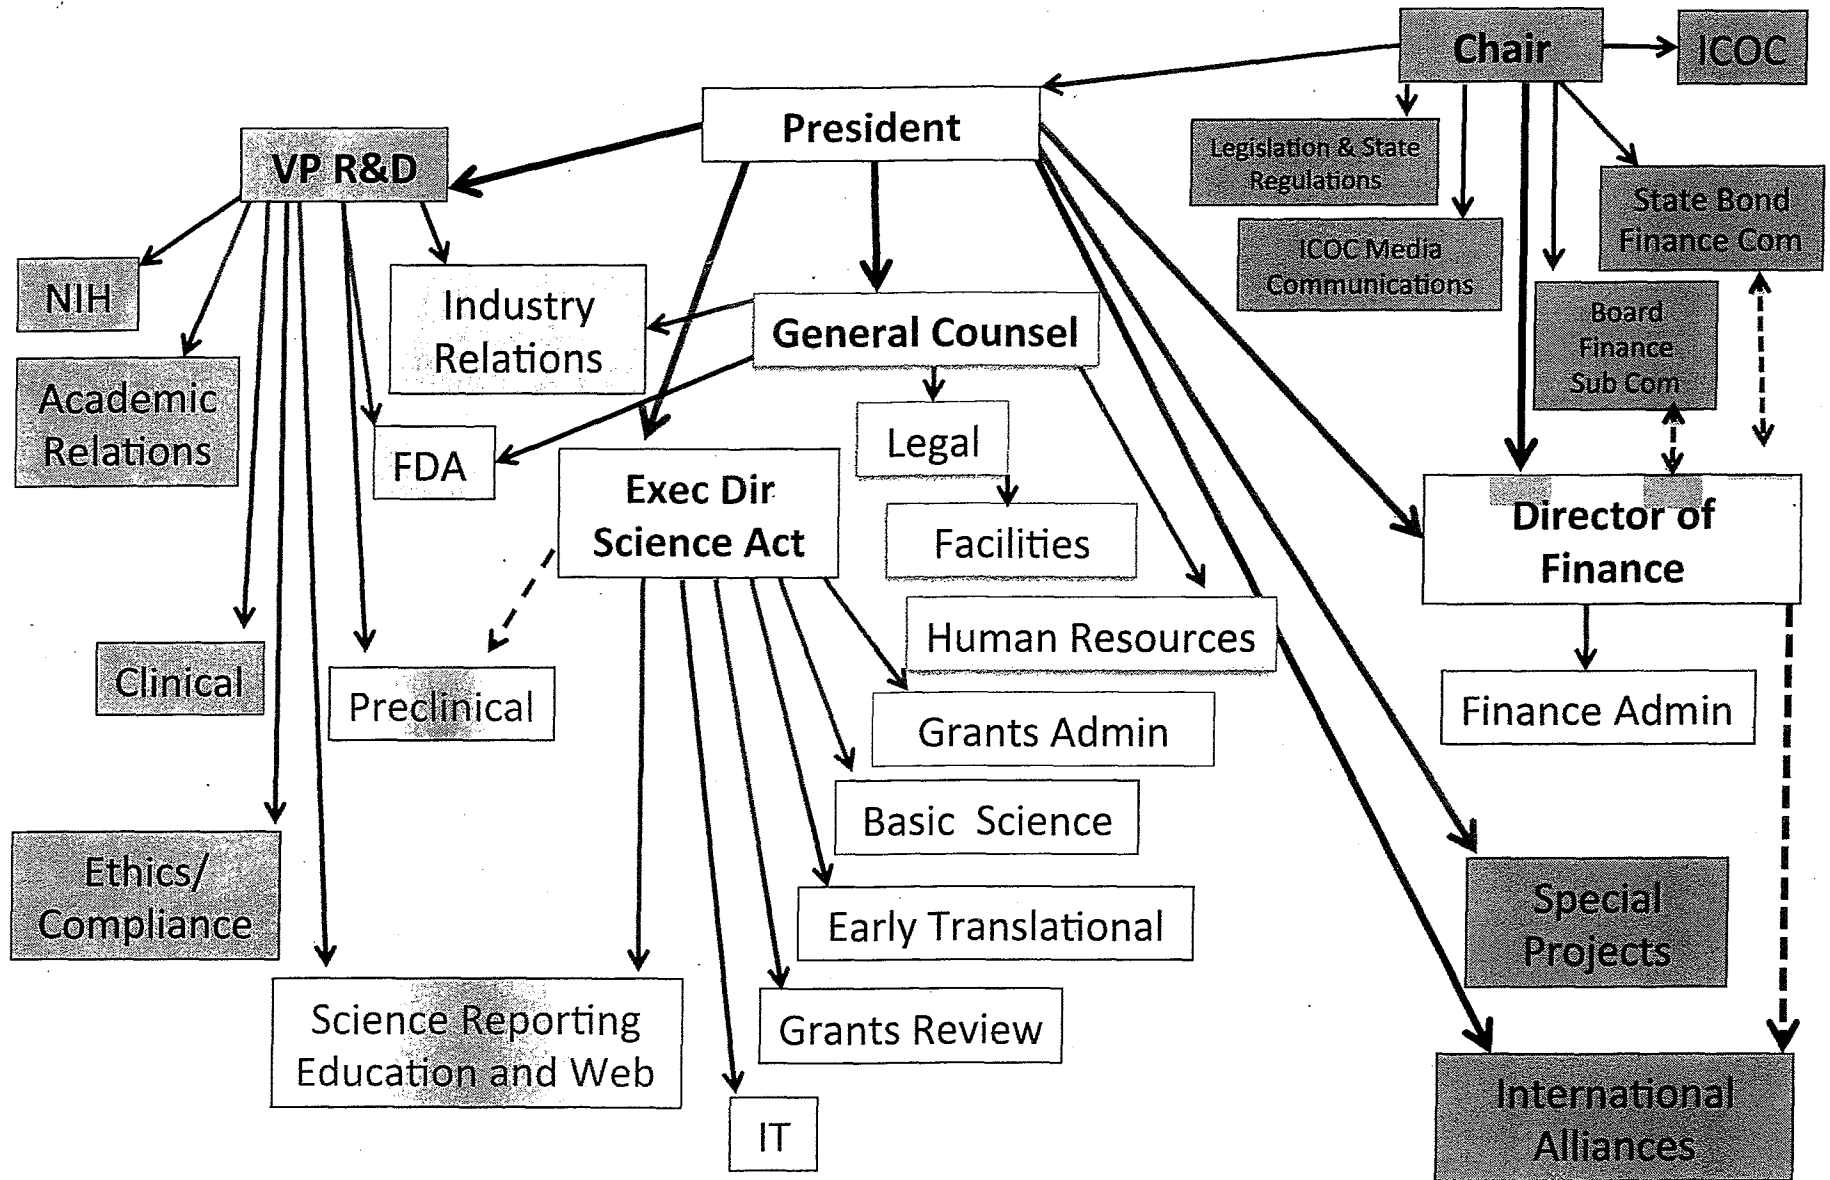 Chair
ICOC
President
VP R&D
Legislation & State
Regulations
State Bond
Finance Com
ICOC Media
Communications
NIH
Industry
Relations
General Counsel
Board
Finance
Sub Com
Academic
Relations
Legal
FDA
Exec Dir
Science Act
Director of
Finance
Facilities
Human Resources
Clinical
Preclinical
Finance Admin
Grants Admin
Basic Science
Ethics/
Compliance
Early Translational
Special
Projects
Science Reporting
Education and Web
Grants Review
International
Alliances
IT